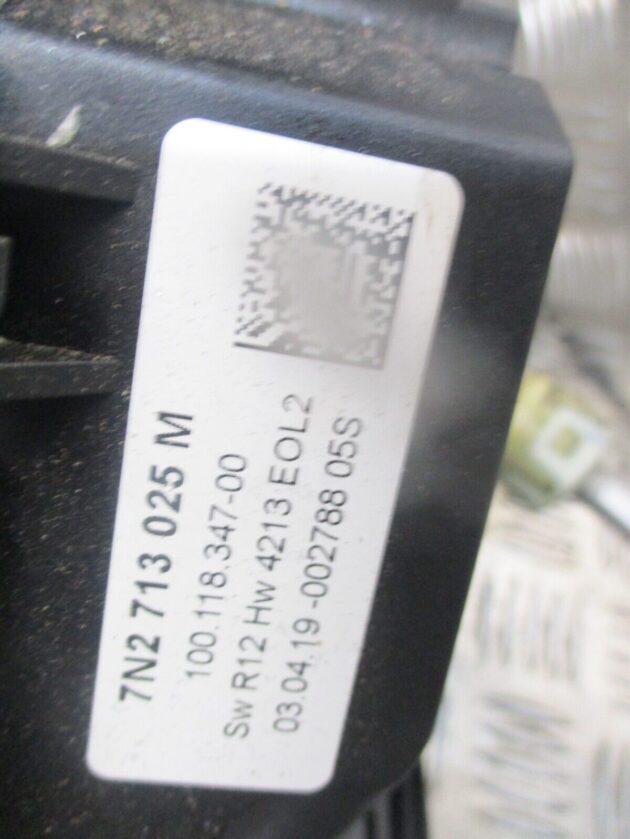 7N2 713 025 M
100.118.347-00
Sw R12 Hw 4213 EOL2
03.04.19 -002788 05S